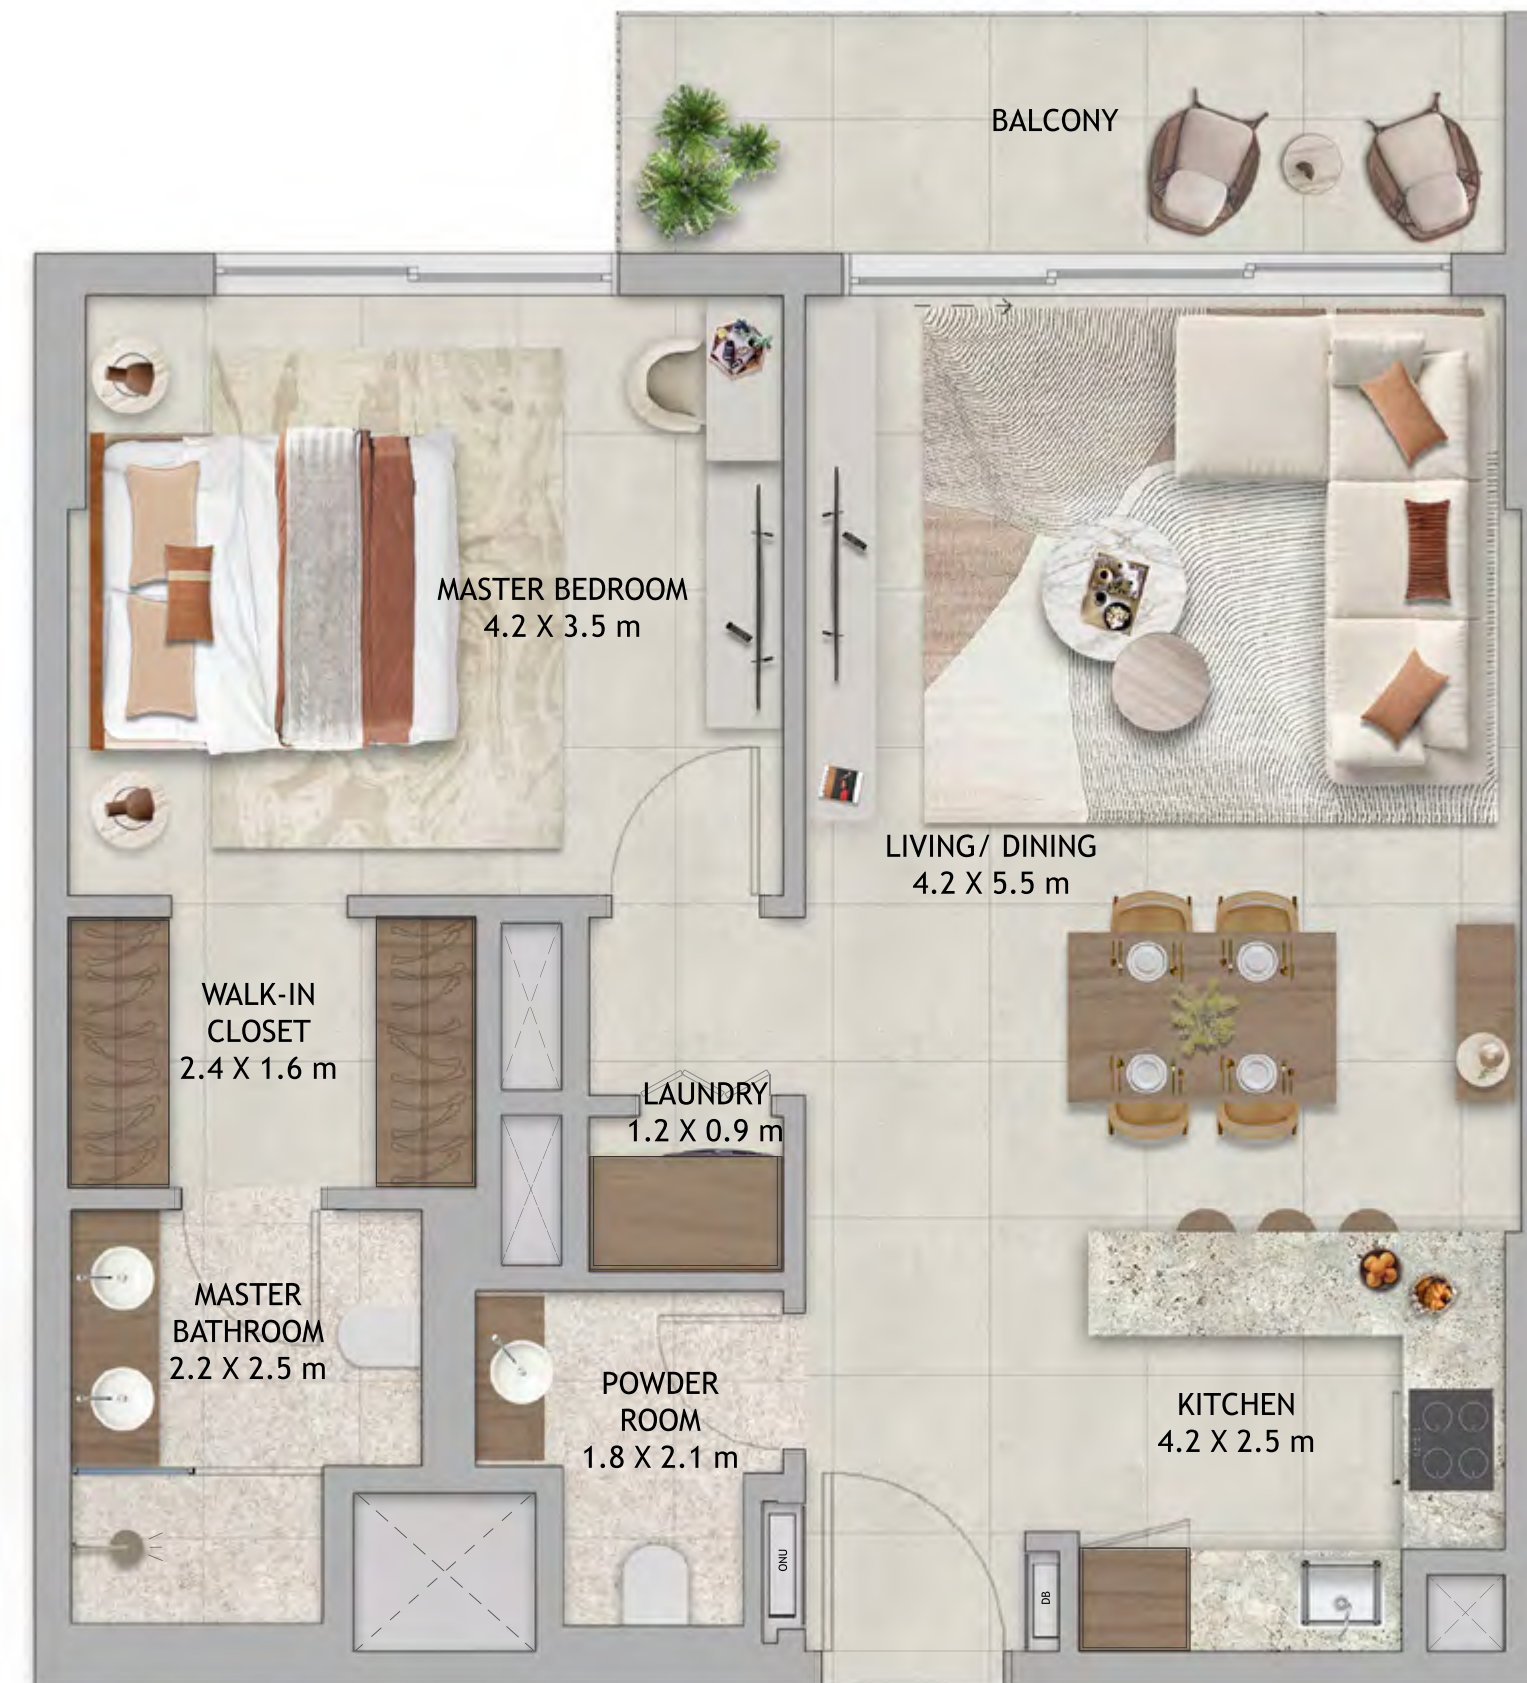 BALCONY
MASTER BEDROOM
4.2 X 3.5 m
LIVING/ DINING
4.2 X 5.5 m
WALK-IN
CLOSET
2.4 X 1.6 m
LAUNDRY
1.2 X 0.9 m
MASTER
BATHROOM
2.2 X 2.5 m
POWDER
ROOM
1.8 X 2.1 m
KITCHEN
4.2 X 2.5 m
ONU
DB